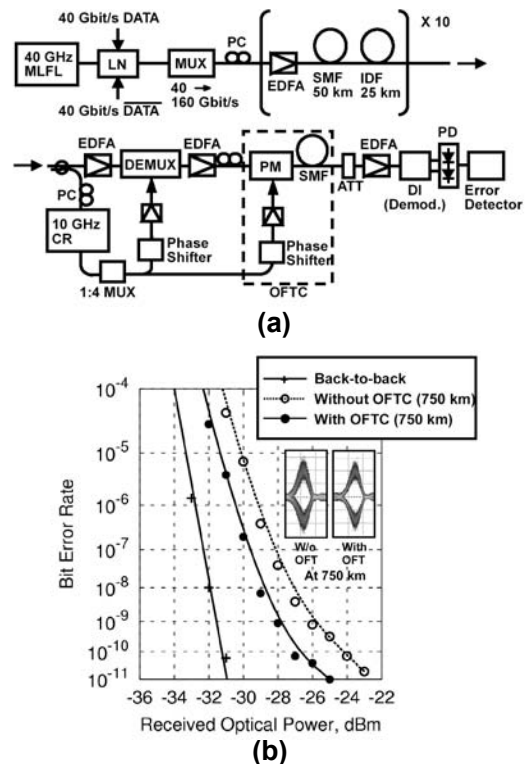 40 Gbit/s DATA
40 GHz
MLFL
LN
MUX
PC
X 10
EDFA
SMF
50 km
IDF
25 km
40 Gbit/s DATA
40 →
160 Gbit/s
EDFA
DEMUX
EDFA
PM
SMF
ATT
EDFA
DI
(Demod.)
PD
Error
Detector
PC
10 GHz
CR
Phase
Shifter
Phase
Shifter
1:4 MUX
OFTC
(a)
Back-to-back
Without OFTC (750 km)
With OFTC (750 km)
Bit Error Rate
10-4
10-5
10-6
10-7
10-8
10-9
10-10
10-11
W/o
OFT
With
OFT
At 750 km
-36 -34 -32 -30 -28 -26 -24 -22
Received Optical Power, dBm
(b)